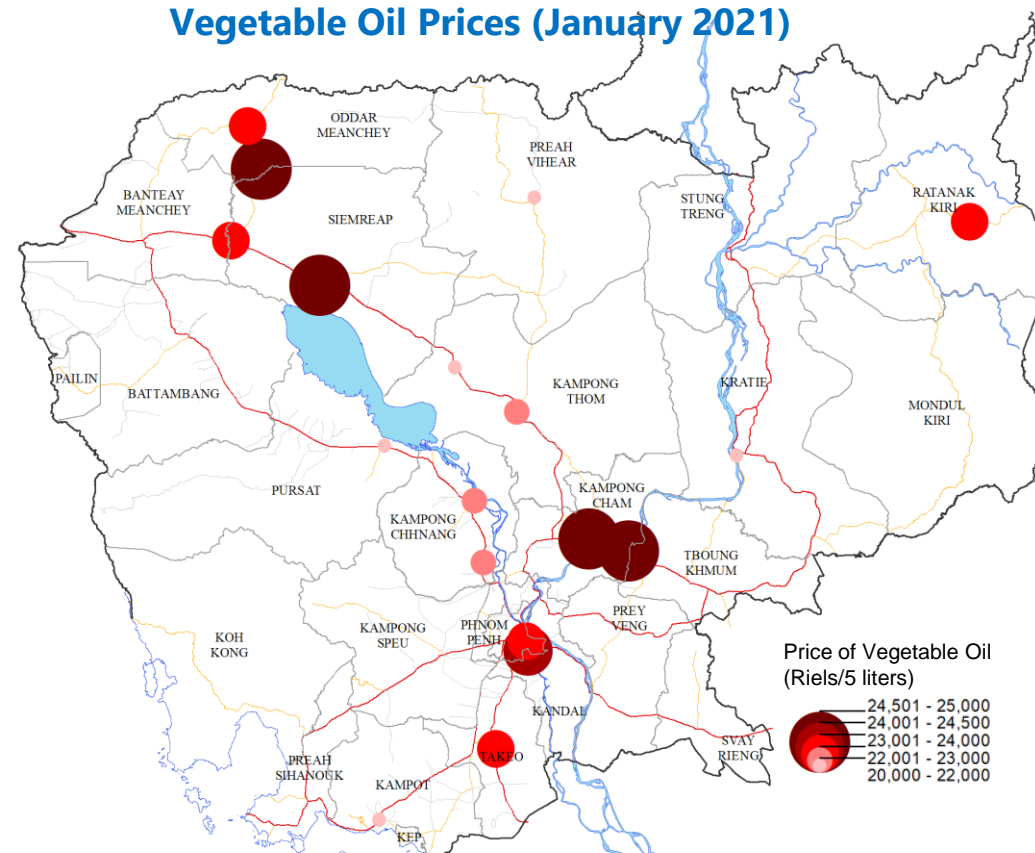 Vegetable Oil Prices (January 2021)
ODDAR
MEANCHEY
PREAH
VIHEAR
BANTEAY
MEANCHEY
STUNG
TRENG
RATANAK
KIRI
SIEMREAP
PAILIN
BATTAMBANG
KAMPONG
THOM
KRATIE
MONDUL
KIRI
PURSAT
KAMPONG
CHAM
KAMPONG
CHHNANG
TBOUNG
KHMUM
KOH
KONG
KAMPONG
SPEU
PHNOM
PENH
PREY
VENG
KANDAL
SVAY
RIENG
PREAH
SIHANOUK
TAKEO
KAMPOT
KEP
Price of Vegetable Oil
(Riels/5 liters)
24,501 - 25,000
24,001 - 24,500
23,001 - 24,000
22,001 - 23,000
20,000 - 22,000